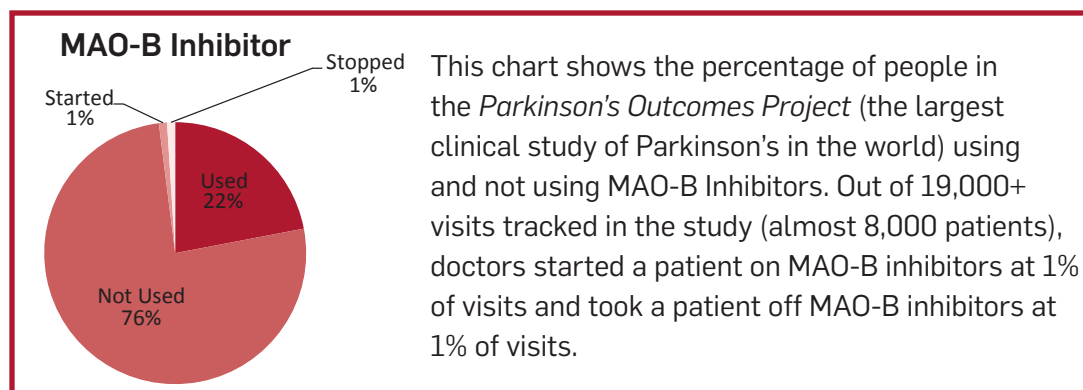 MAO-B Inhibitor
Stopped
1%
Started
1%
Used
22%
Not Used
76%
This chart shows the percentage of people in
the Parkinson's Outcomes Project (the largest
clinical study of Parkinson's in the world) using
and not using MAO-B Inhibitors. Out of 19,000+
visits tracked in the study (almost 8,000 patients),
doctors started a patient on MAO-B inhibitors at 1%
of visits and took a patient off MAO-B inhibitors at
1% of visits.